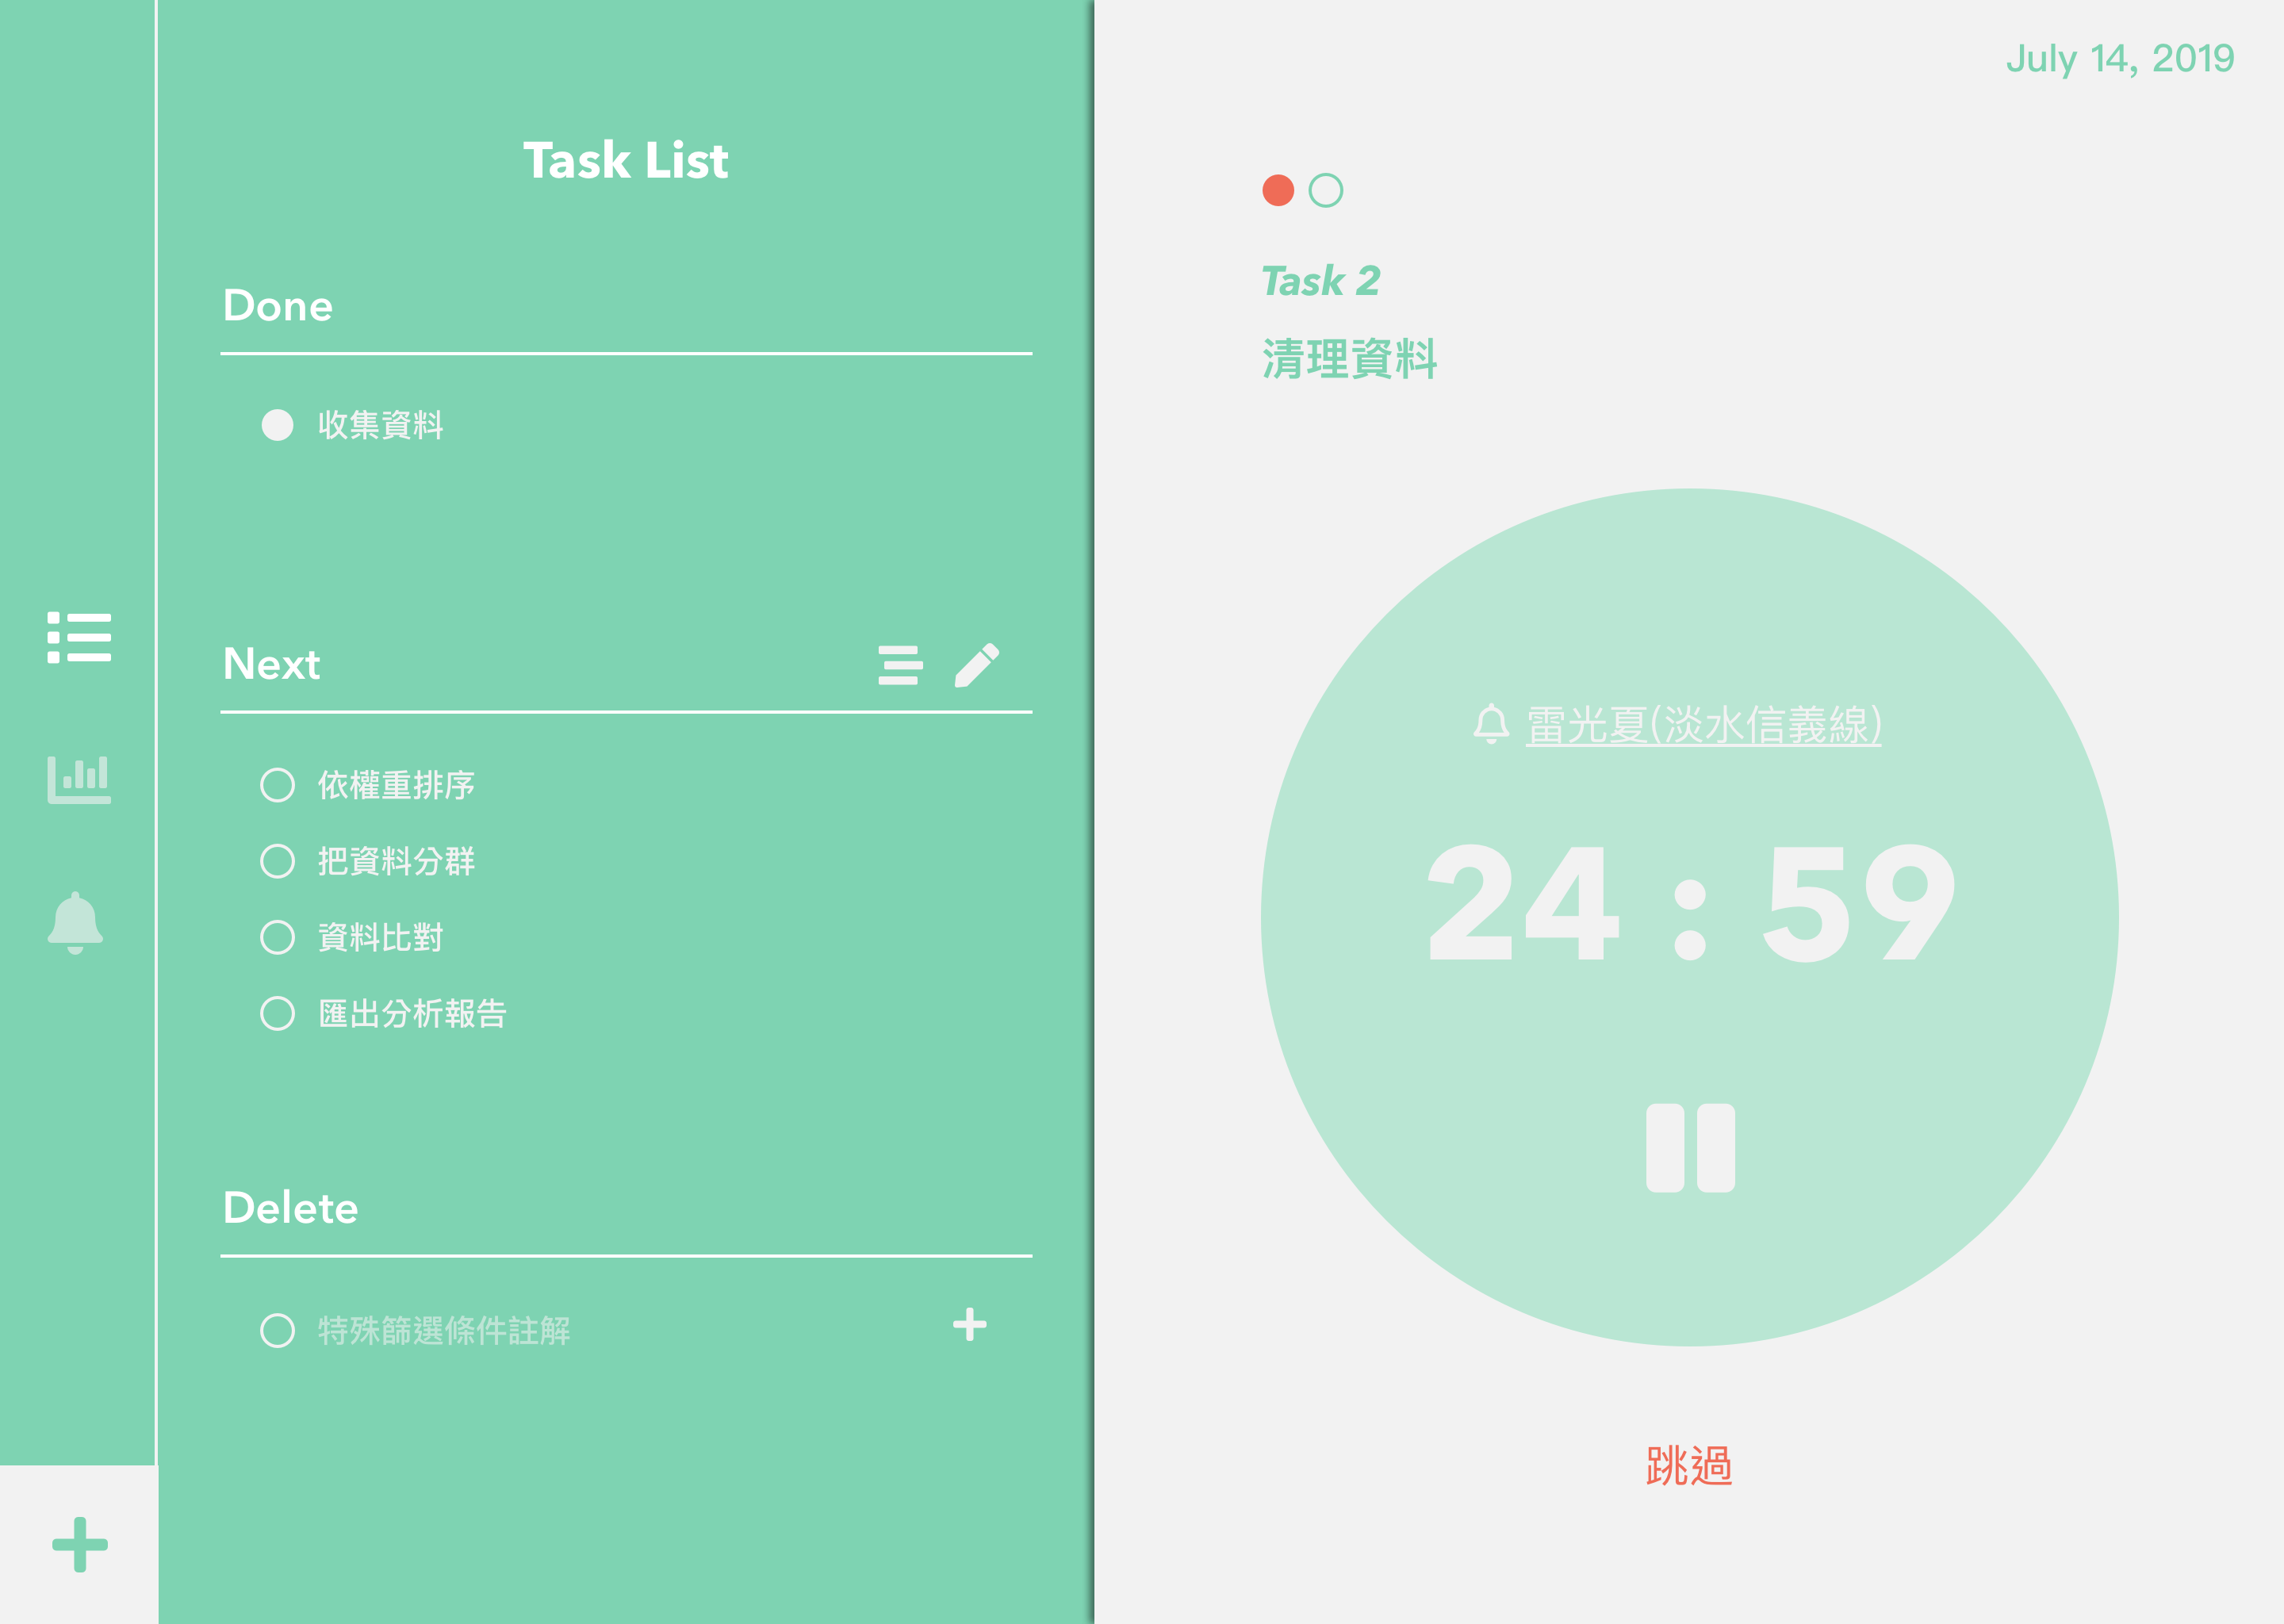 Task List
Done
收集資料
Next
依權重排序
把資料分群
資料比對
匯出分析報告
Delete
特殊篩選條件註解
July 14, 2019
Task 2
清理資料
雷光夏(淡水信義線)
24 : 59
跳過